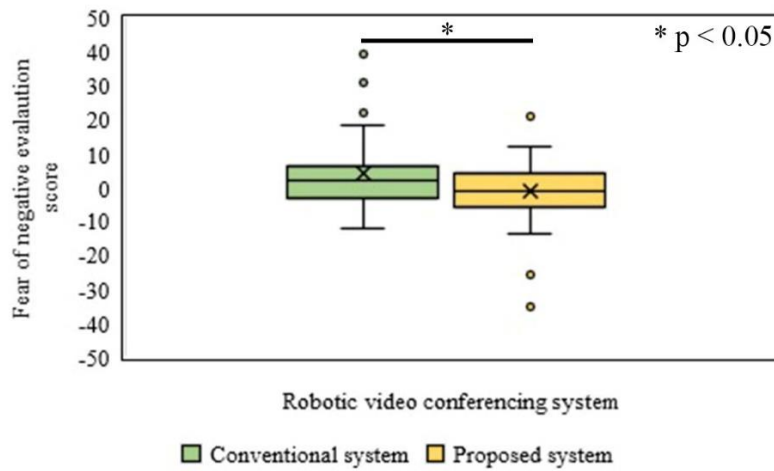 50
40
30
20
10
0
-10
-20
-30
-40
-50
Fear of negative evalaution
score
*
* p < 0.05
Robotic video conferencing system
Conventional system
Proposed system